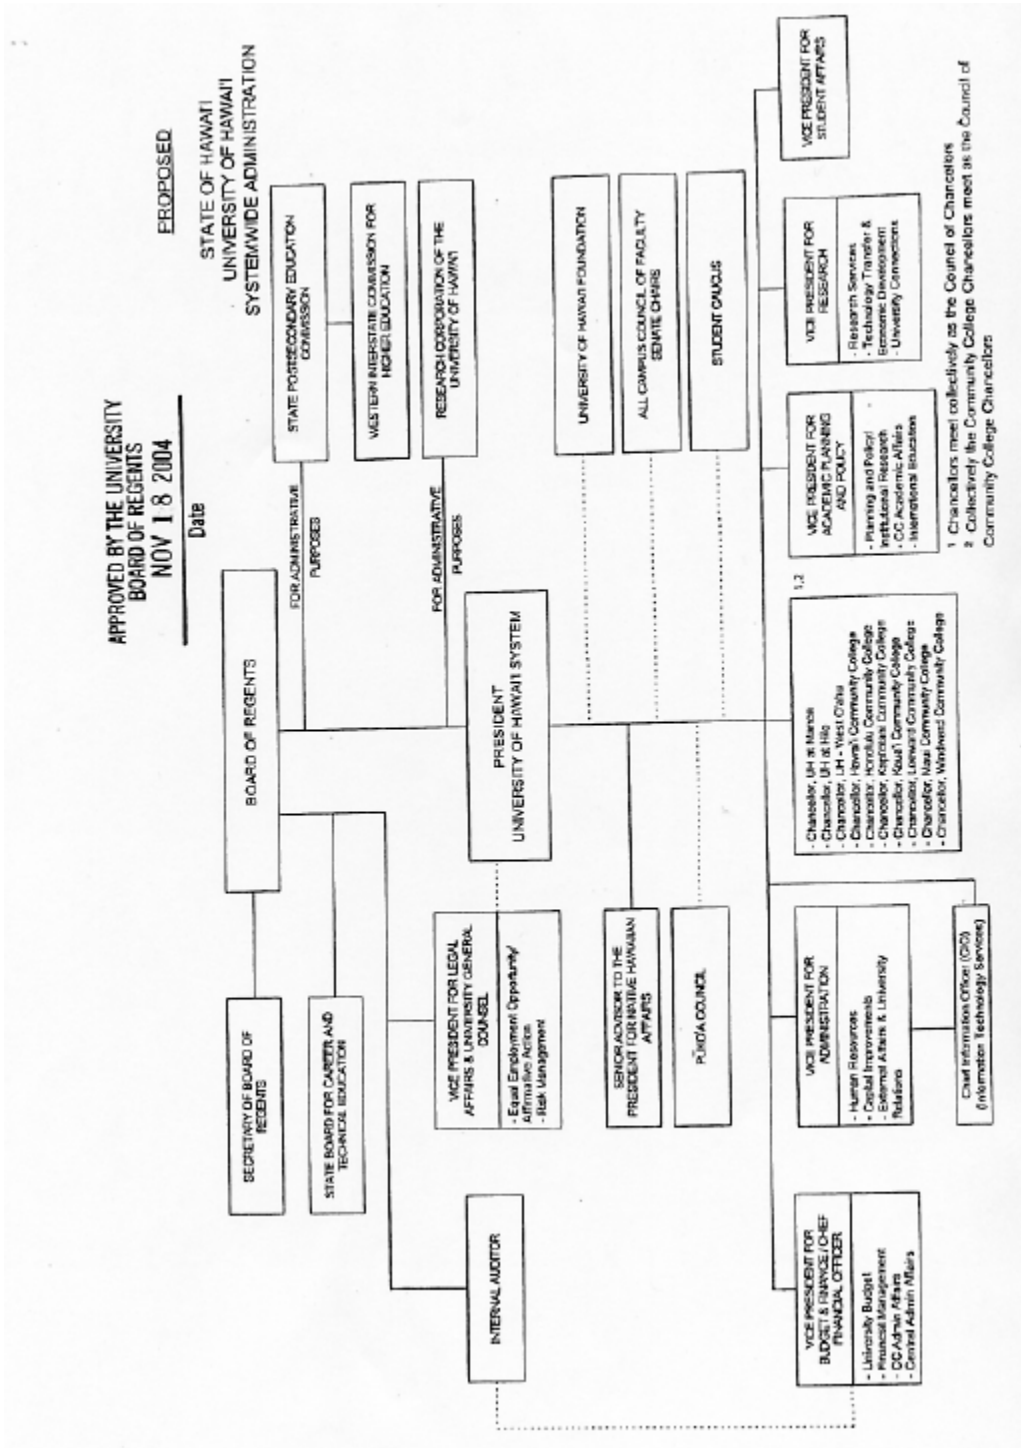 APPROVED BY THE UNIVERSITY
BOARD OF REGENTS
NOV 18 2004
Date
PROPOSED
STATE OF HAWAI'I
UNIVERSITY OF HAWAI'I
SYSTEMWIDE ADMINISTRATION
BOARD OF REGENTS
SECRETARY OF BOARD OF
REGENTS
STATE BOARD FOR CAREER AND
TECHNICAL EDUCATION
FOR ADMINISTRATIVE
PURPOSES
STATE POSTSECONDARY EDUCATION
COMMISSION
WESTERN INTERSTATE COMMISSION FOR
HIGHER EDUCATION
FOR ADMINISTRATIVE
PURPOSES
RESEARCH CORPORATION OF THE
UNIVERSITY OF HAWAI'I
INTERNAL AUDITOR
VICE PRESIDENT FOR LEGAL
AFFAIRS & UNIVERSITY GENERAL
COUNSEL
- Equal Employment Opportunity/
Affirmative Action
- Risk Management
PRESIDENT
UNIVERSITY OF HAWAI'I SYSTEM
UNIVERSITY OF HAWAI'I FOUNDATION
SENIOR ADVISOR TO THE
PRESIDENT FOR NATIVE HAWAIIAN
AFFAIRS
ALL CAMPUS COUNCIL OF FACULTY
SENATE CHAIRS
PŪKO'A COUNCIL
STUDENT CAUCUS
VICE PRESIDENT FOR
BUDGET & FINANCE / CHIEF
FINANCIAL OFFICER
- University Budget
- Financial Management
- CC Admin Affairs
- Central Admin Affairs
VICE PRESIDENT FOR
ADMINISTRATION
- Human Resources
- Capital Improvements
- External Affairs & University
Relations
Chief Information Officer (CIO)
(Information Technology Services)
1,2
- Chancellor, UH at Manoa
- Chancellor, UH at Hilo
- Chancellor, UH - West O'ahu
- Chancellor, Hawai'i Community College
- Chancellor, Honolulu Community College
- Chancellor, Kapi'olani Community College
- Chancellor, Kaua'i Community College
- Chancellor, Leeward Community College
- Chancellor, Maui Community College
- Chancellor, Windward Community College
VICE PRESIDENT FOR
ACADEMIC PLANNING
AND POLICY
- Planning and Policy/
Institutional Research
- CC Academic Affairs
- International Education
VICE PRESIDENT FOR
RESEARCH
- Research Services
- Technology Transfer &
Economic Development
- University Connections
VICE PRESIDENT FOR
STUDENT AFFAIRS
1 Chancellors meet collectively as the Council of Chancellors
2 Collectively the Community College Chancellors meet as the Council of
Community College Chancellors